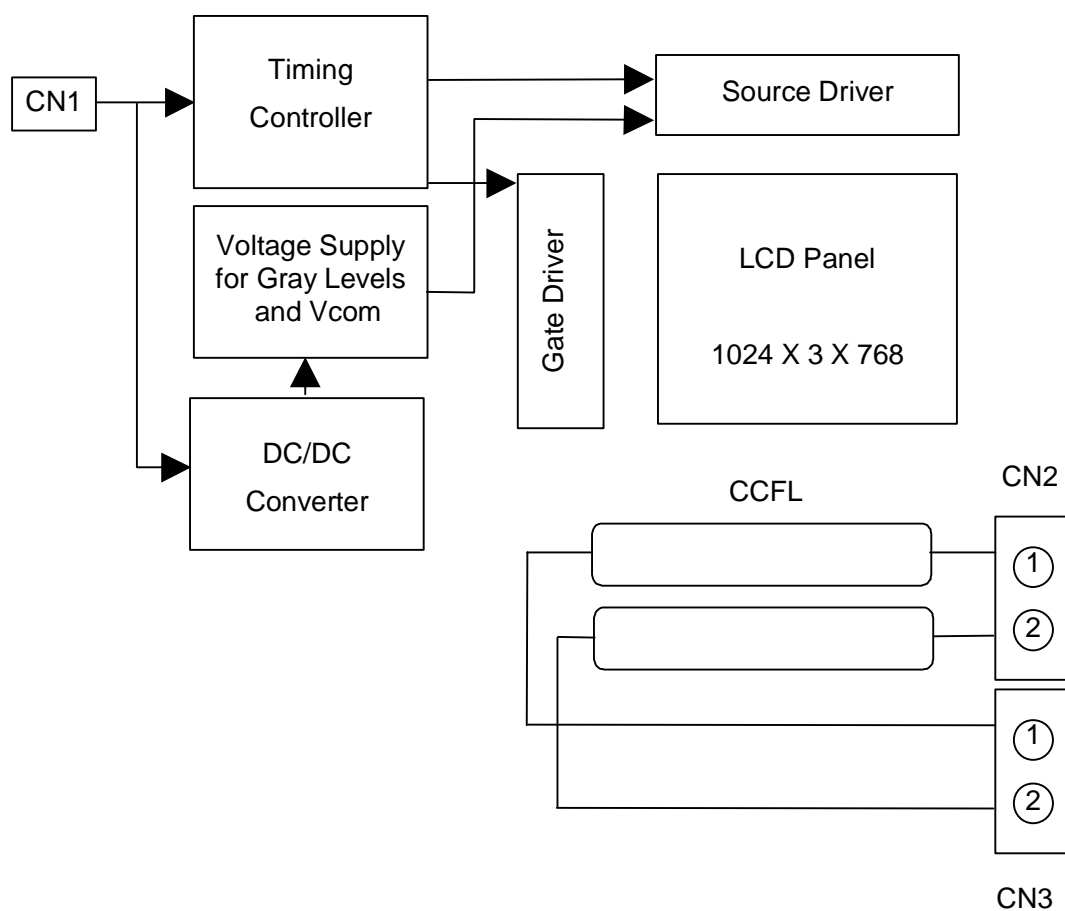 CN1
Timing
Controller
Source Driver
Voltage Supply
for Gray Levels
and Vcom
Gate Driver
LCD Panel
1024 X 3 X 768
DC/DC
Converter
CCFL
CN2
1
2
1
2
CN3